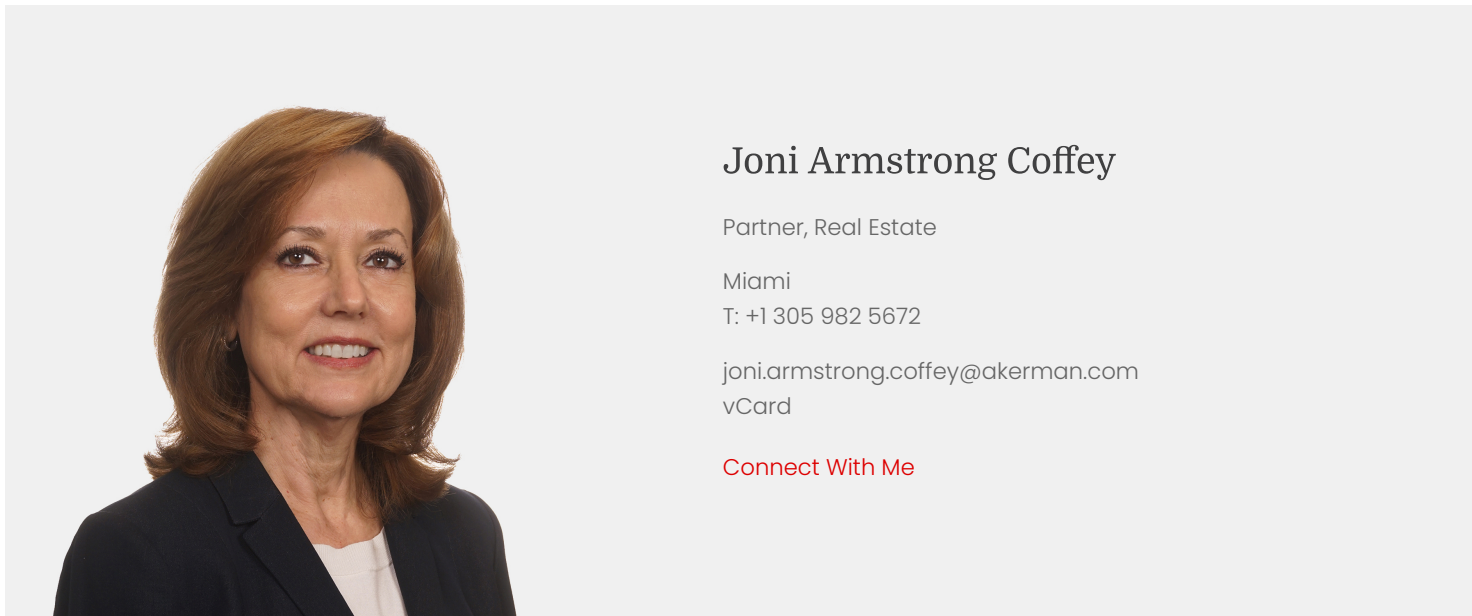 Joni Armstrong Coffey
Partner, Real Estate
Miami
T: +1 305 982 5672
joni.armstrong.coffey@akerman.com
vCard
Connect With Me